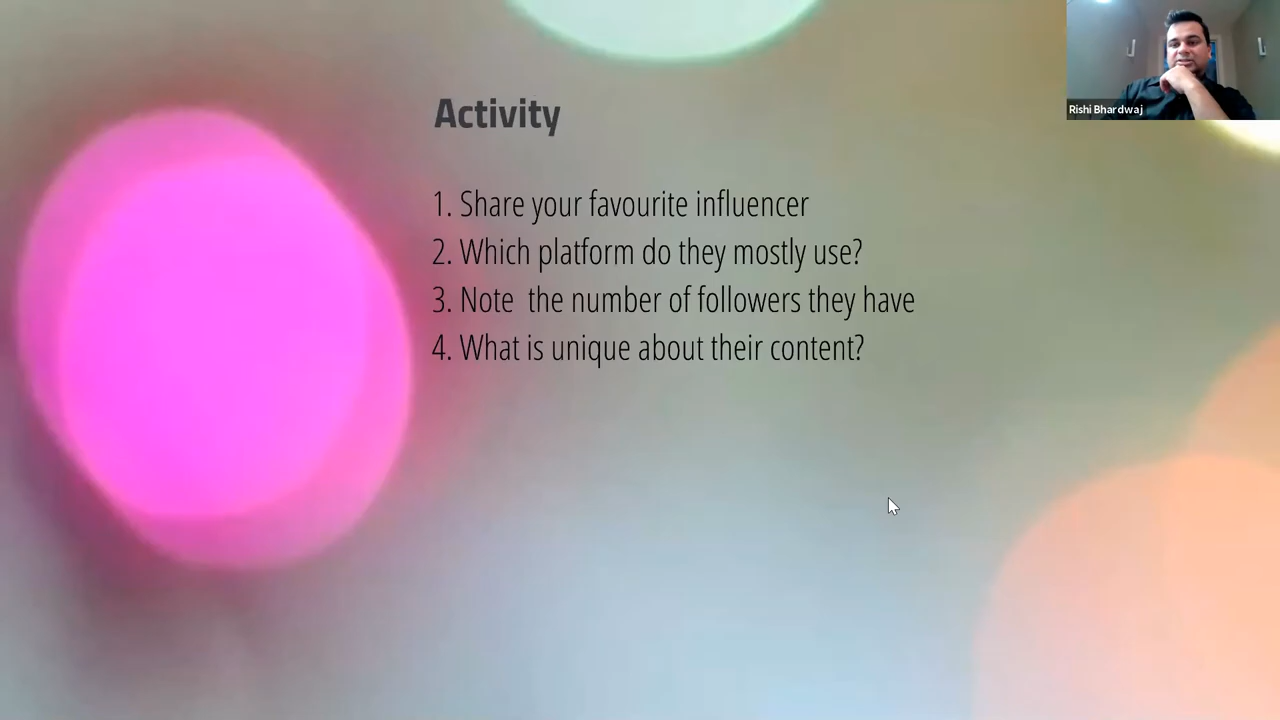 Activity
1. Share your favourite influencer
2. Which platform do they mostly use?
3. Note  the number of followers they have
4. What is unique about their content?
Rishi Bhardwaj